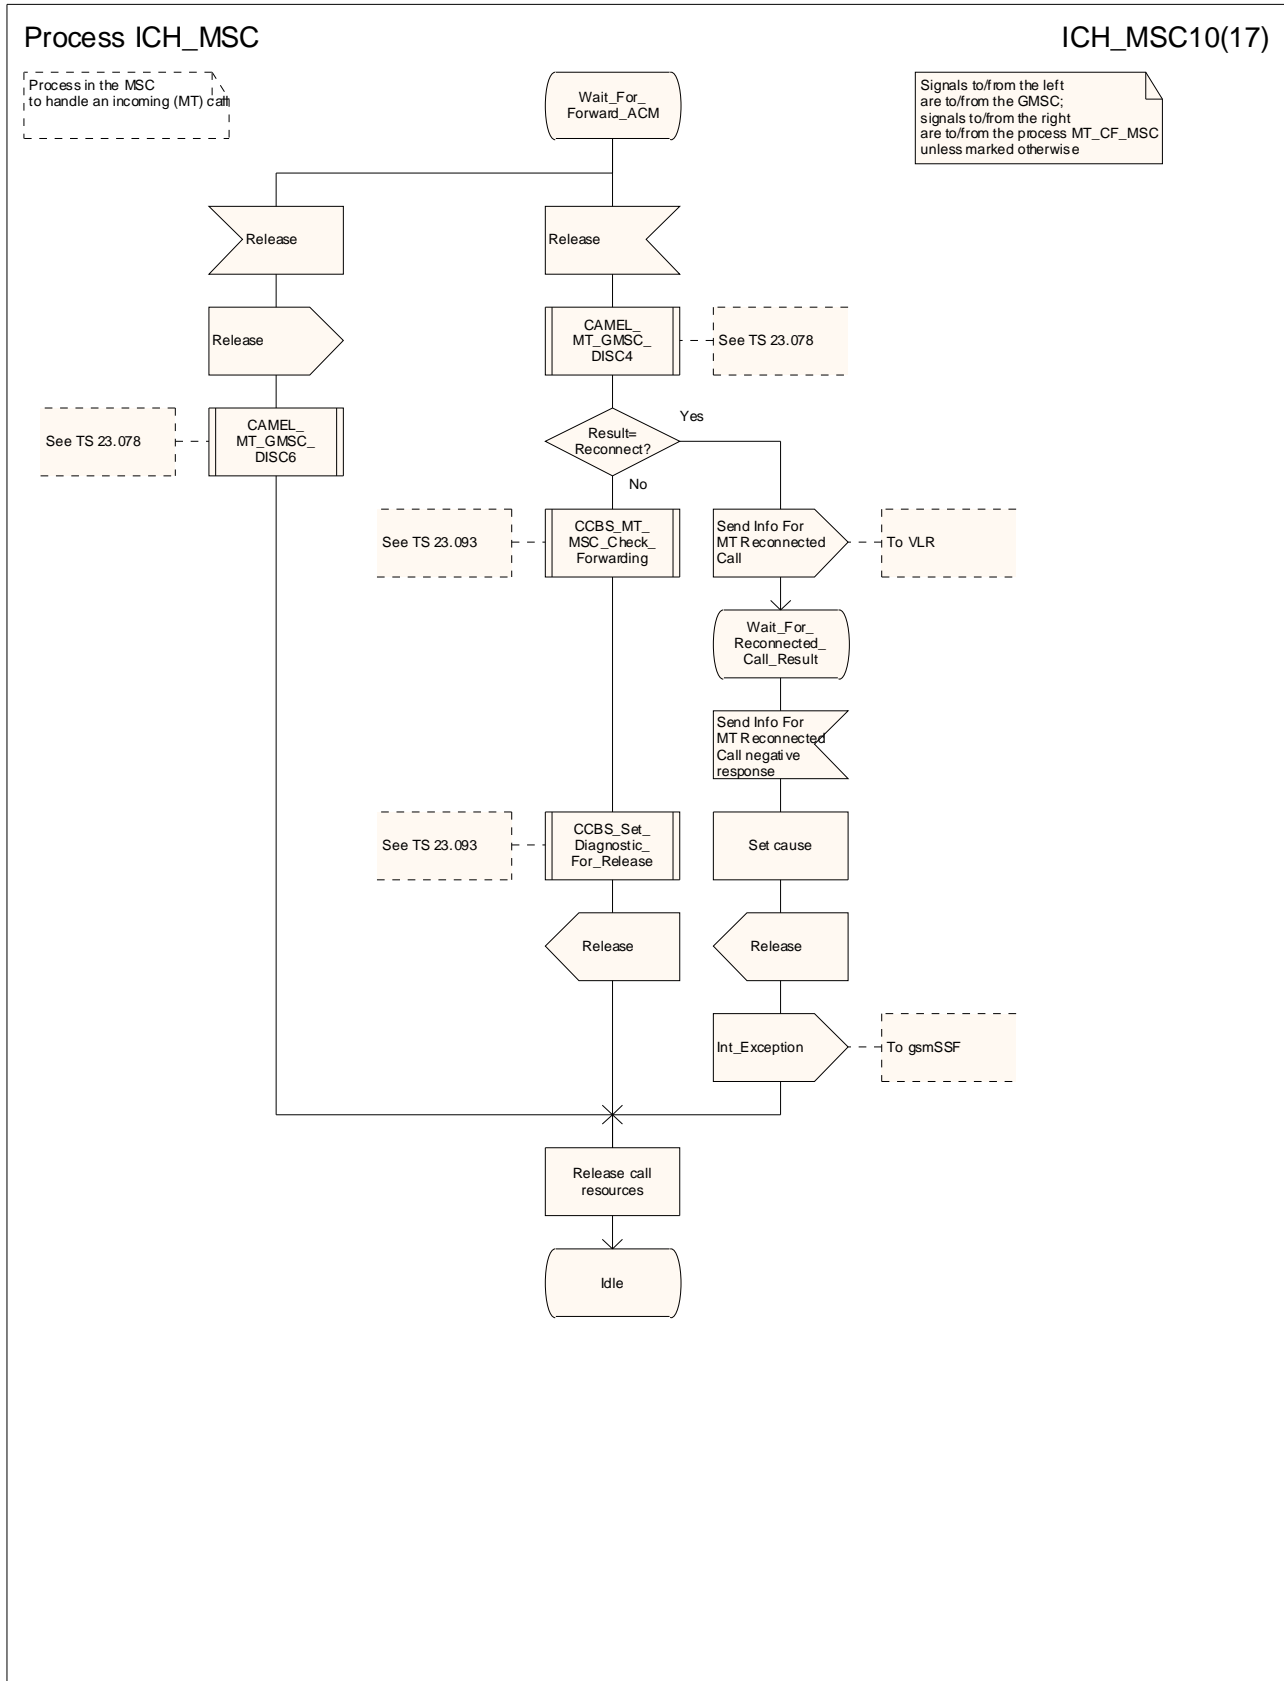 Process ICH_MSC
ICH_MSC10(17)
Process in the MSC
to handle an incoming (MT) call
Wait_For_
Forward_ACM
Signals to/from the left
are to/from the GMSC;
signals to/from the right
are to/from the process MT_CF_MSC
unless marked otherwise
Release
Release
Release
CAMEL_
MT_GMSC_
DISC4
See TS 23.078
See TS 23.078
CAMEL_
MT_GMSC_
DISC6
Result=
Reconnect?
Yes
No
See TS 23.093
CCBS_MT_
MSC_Check_
Forwarding
Send Info For
MT Reconnected
Call
To VLR
Wait_For_
Reconnected_
Call_Result
Send Info For
MT Reconnected
Call negative
response
See TS 23.093
CCBS_Set_
Diagnostic_
For_Release
Set cause
Release
Release
Int_Exception
To gsmSSF
Release call
resources
Idle